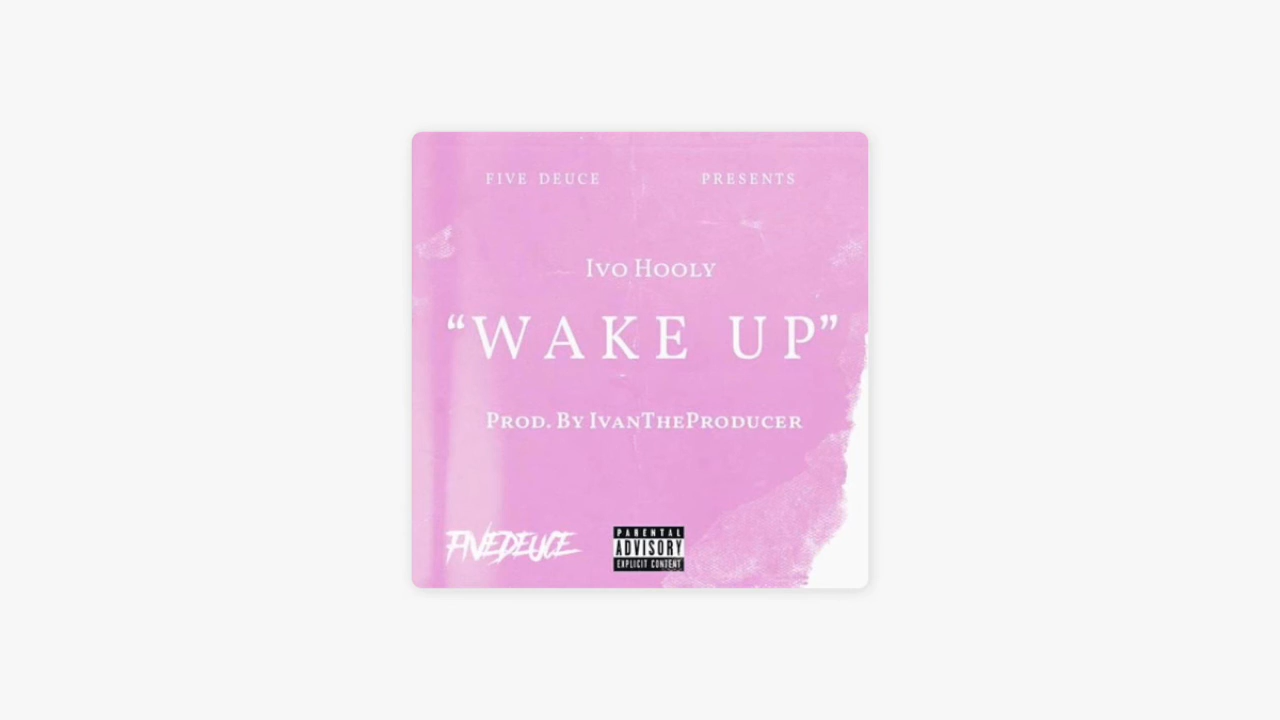 FIVE DEUCE PRESENTS
Ivo Hooly
“WAKE UP”
Prod. By IvanTheProducer
FIVEDEUCE
PARENTAL
ADVISORY
EXPLICIT CONTENT